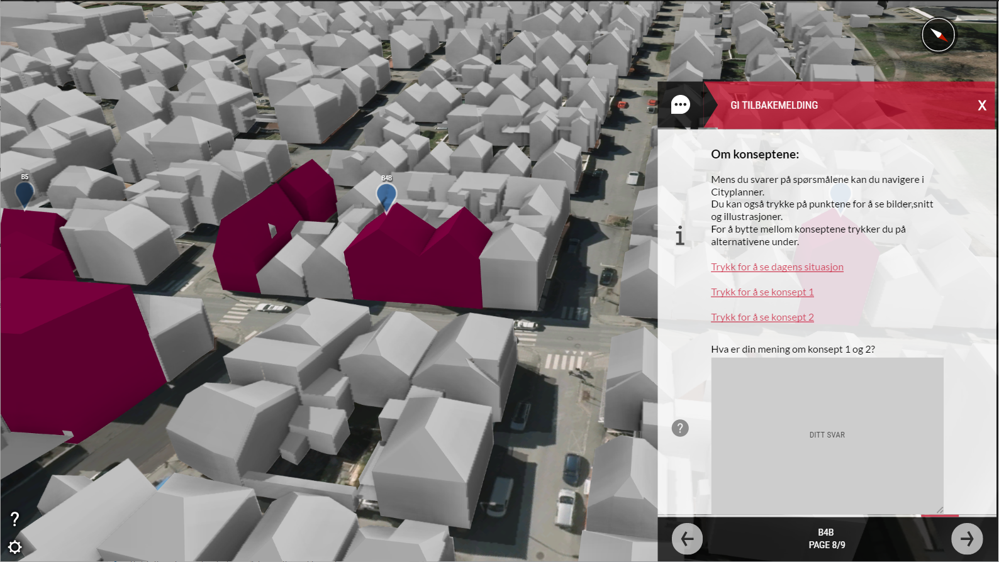 B5
B4B
GI TILBAKEMELDING
X
Om konseptene:
Mens du svarer på spørsmålene kan du navigere i
Cityplanner.
Du kan også trykke på punktene for å se bilder,snitt
og illustrasjoner.
For å bytte mellom konseptene trykker du på
alternativene under.
i
Trykk for å se dagens situasjon
Trykk for å se konsept 1
Trykk for å se konsept 2
Hva er din mening om konsept 1 og 2?
?
DITT SVAR
?
B4B
PAGE 8/9